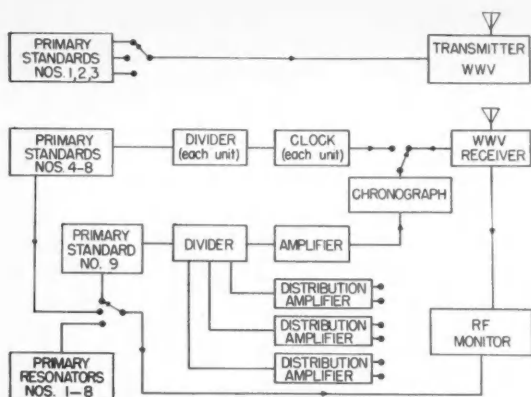 PRIMARY
STANDARDS
NOS. 1, 2, 3
TRANSMITTER
WWV
PRIMARY
STANDARDS
NOS. 4-8
DIVIDER
(each unit)
CLOCK
(each unit)
WWV
RECEIVER
CHRONOGRAPH
PRIMARY
STANDARD
NO. 9
DIVIDER
AMPLIFIER
DISTRIBUTION
AMPLIFIER
DISTRIBUTION
AMPLIFIER
DISTRIBUTION
AMPLIFIER
RF
MONITOR
PRIMARY
RESONATORS
NOS. 1-8